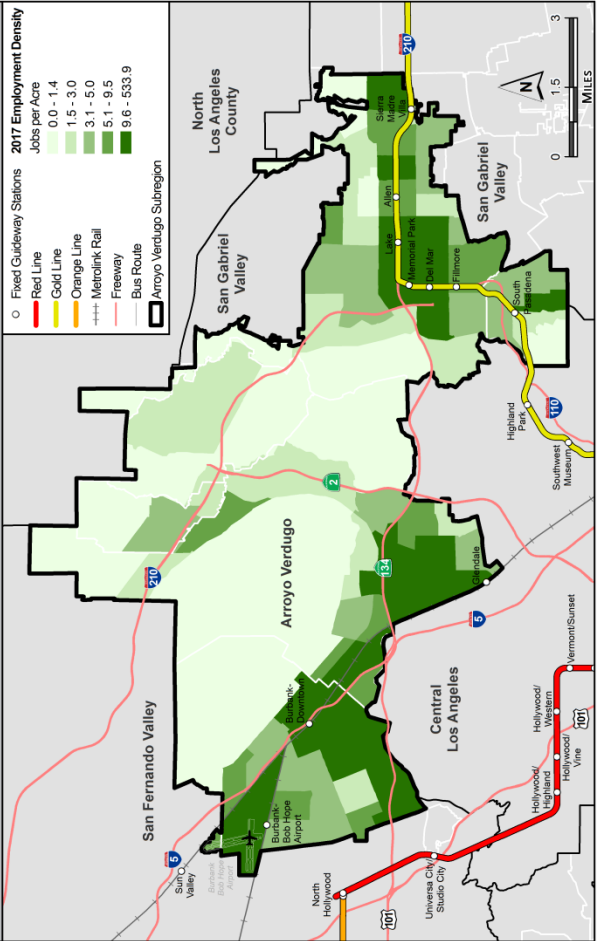 Fixed Guideway Stations
Red Line
Gold Line
Orange Line
Metrolink Rail
Freeway
Bus Route
Arroyo Verdugo Subregion
2017 Employment Density
Jobs per Acre
0.0 - 1.4
1.5 - 3.0
3.1 - 5.0
5.1 - 9.5
9.6 - 533.9
North
Los Angeles
County
San Gabriel
Valley
San Gabriel
Valley
San Fernando Valley
Arroyo Verdugo
Central
Los Angeles
210
210
2
134
5
5
110
101
101
Sierra
Madre
Villa
Allen
Lake
Memorial Park
Del Mar
Fillmore
South
Pasadena
Highland
Park
Southwest
Museum
Glendale
Burbank-
Downtown
Burbank-
Bob Hope
Airport
Burbank
Bob Hope
Airport
Sun
Valley
North
Hollywood
Universa City/
Studio City
Hollywood/
Highland
Hollywood/
Vine
Hollywood/
Western
Vermont/Sunset
N
0
1.5
3
MILES